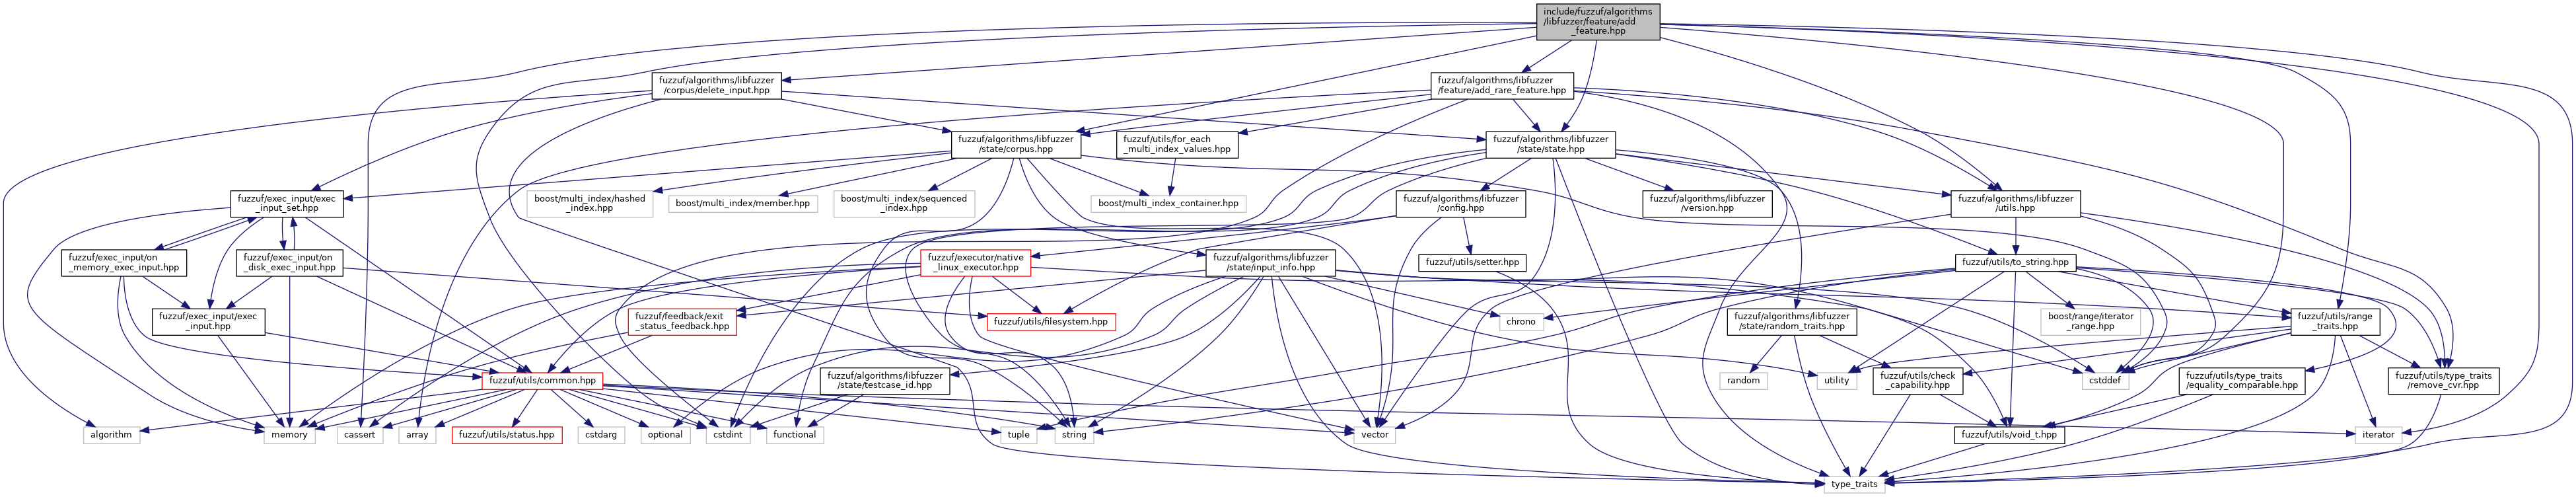 include/fuzzuf/algorithms
/libfuzzer/feature/add
_feature.hpp
fuzzuf/algorithms/libfuzzer
/corpus/delete_input.hpp
fuzzuf/algorithms/libfuzzer
/feature/add_rare_feature.hpp
fuzzuf/algorithms/libfuzzer
/state/corpus.hpp
fuzzuf/utils/for_each
_multi_index_values.hpp
fuzzuf/algorithms/libfuzzer
/state/state.hpp
fuzzuf/exec_input/exec
_input_set.hpp
boost/multi_index/hashed
_index.hpp
boost/multi_index/member.hpp
boost/multi_index/sequenced
_index.hpp
boost/multi_index_container.hpp
fuzzuf/algorithms/libfuzzer
/config.hpp
fuzzuf/algorithms/libfuzzer
/version.hpp
fuzzuf/algorithms/libfuzzer
/utils.hpp
fuzzuf/exec_input/on
_memory_exec_input.hpp
fuzzuf/exec_input/on
_disk_exec_input.hpp
fuzzuf/executor/native
_linux_executor.hpp
fuzzuf/algorithms/libfuzzer
/state/input_info.hpp
fuzzuf/utils/setter.hpp
fuzzuf/utils/to_string.hpp
fuzzuf/exec_input/exec
_input.hpp
fuzzuf/feedback/exit
_status_feedback.hpp
fuzzuf/utils/filesystem.hpp
chrono
fuzzuf/algorithms/libfuzzer
/state/random_traits.hpp
boost/range/iterator
_range.hpp
fuzzuf/utils/range
_traits.hpp
fuzzuf/utils/common.hpp
fuzzuf/algorithms/libfuzzer
/state/testcase_id.hpp
random
utility
fuzzuf/utils/check
_capability.hpp
cstddef
fuzzuf/utils/type_traits
/equality_comparable.hpp
fuzzuf/utils/type_traits
/remove_cvr.hpp
algorithm
memory
cassert
array
fuzzuf/utils/status.hpp
cstdarg
optional
cstdint
functional
tuple
string
vector
fuzzuf/utils/void_t.hpp
iterator
type_traits